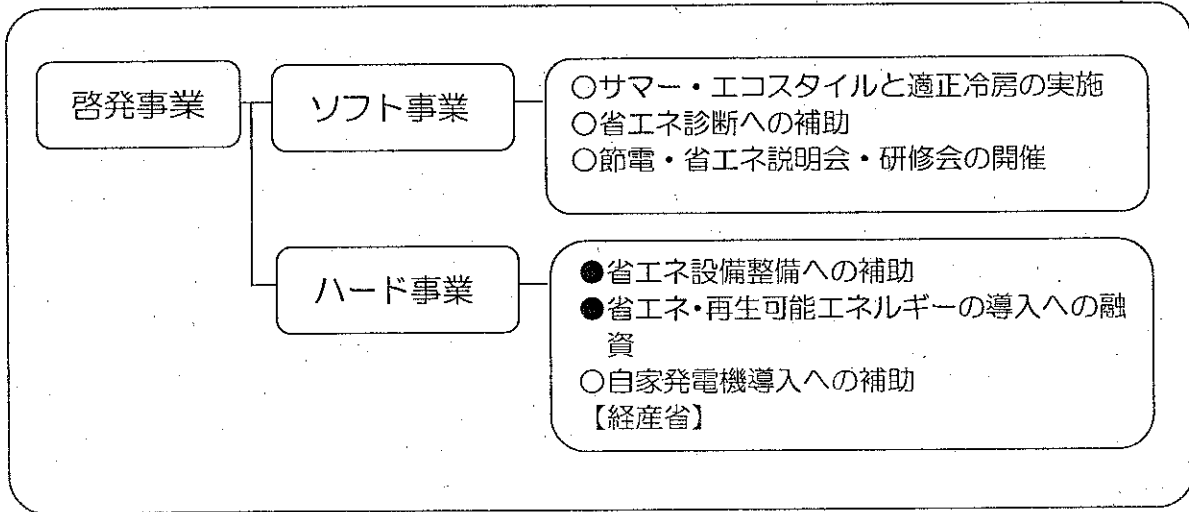 啓発事業
ソフト事業
○サマー・エコスタイルと適正冷房の実施
○省エネ診断への補助
○節電・省エネ説明会・研修会の開催
ハード事業
●省エネ設備整備への補助
●省エネ・再生可能エネルギーの導入への融
資
○自家発電機導入への補助
【経産省】